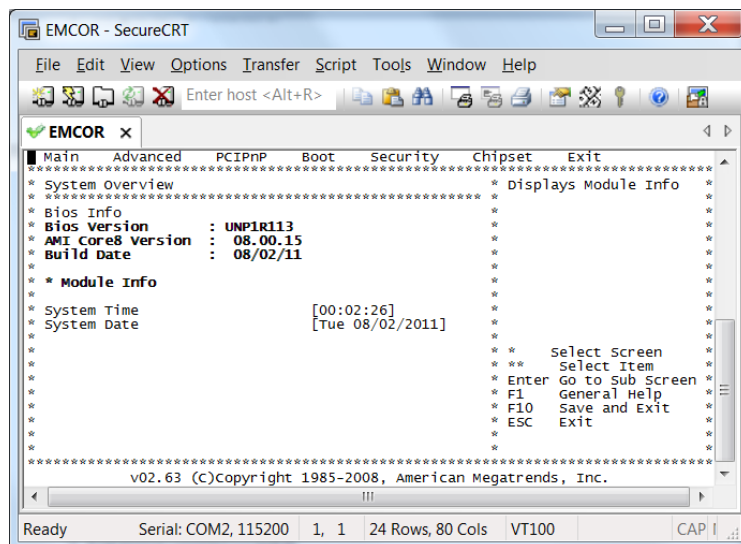 EMCOR - SecureCRT
File Edit View Options Transfer Script Tools Window Help
Enter host <Alt+R>
EMCOR
Main Advanced PCIPnP Boot Security Chipset Exit
********************************************************************************
* System Overview * Displays Module Info *
* *************************************************** * *
* Bios Info * *
* Bios Version : UNP1R113 * *
* AMI Core8 Version : 08.00.15 * *
* Build Date : 08/02/11 * *
* * *
* * Module Info * *
* * *
* System Time [00:02:26] * *
* System Date [Tue 08/02/2011] * *
* * *
* * * Select Screen *
* * ** Select Item *
* * Enter Go to Sub Screen *
* * F1 General Help *
* * F10 Save and Exit *
* * ESC Exit *
* * *
* * *
********************************************************************************
v02.63 (C)Copyright 1985-2008, American Megatrends, Inc.
Ready Serial: COM2, 115200 1, 1 24 Rows, 80 Cols VT100 CAP